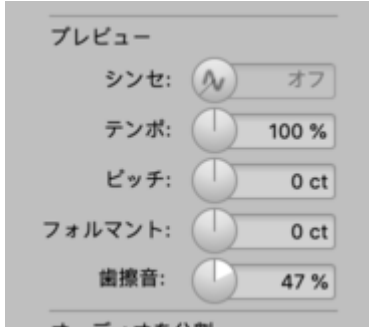 プレビュー
シンセ: オフ
テンポ: 100 %
ピッチ: 0 ct
フォルマント: 0 ct
歯擦音: 47 %